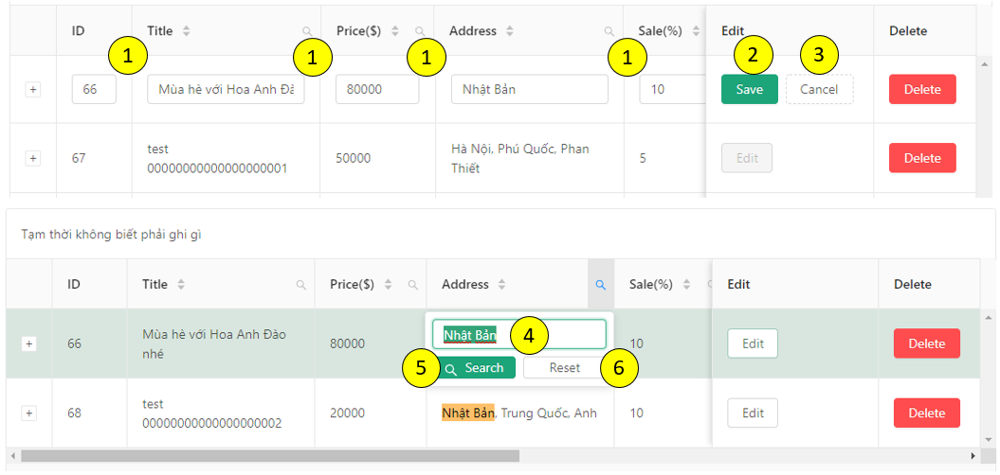 ID Title Price($) Address Sale(%) Edit Delete
1 1 1 1 2 3
+ 66 Mùa hè với Hoa Anh Đà 80000 Nhật Bản 10 Save Cancel Delete
+ 67 test 00000000000000000001 50000 Hà Nội, Phú Quốc, Phan Thiết 5 Edit Delete
Tạm thời không biết phải ghi gì
ID Title Price($) Address Sale(%) Edit Delete
+ 66 Mùa hè với Hoa Anh Đào nhé 80000 Nhật Bản 4 10 Edit Delete
5 Search Reset 6
+ 68 test 00000000000000000002 20000 Nhật Bản, Trung Quốc, Anh 10 Edit Delete